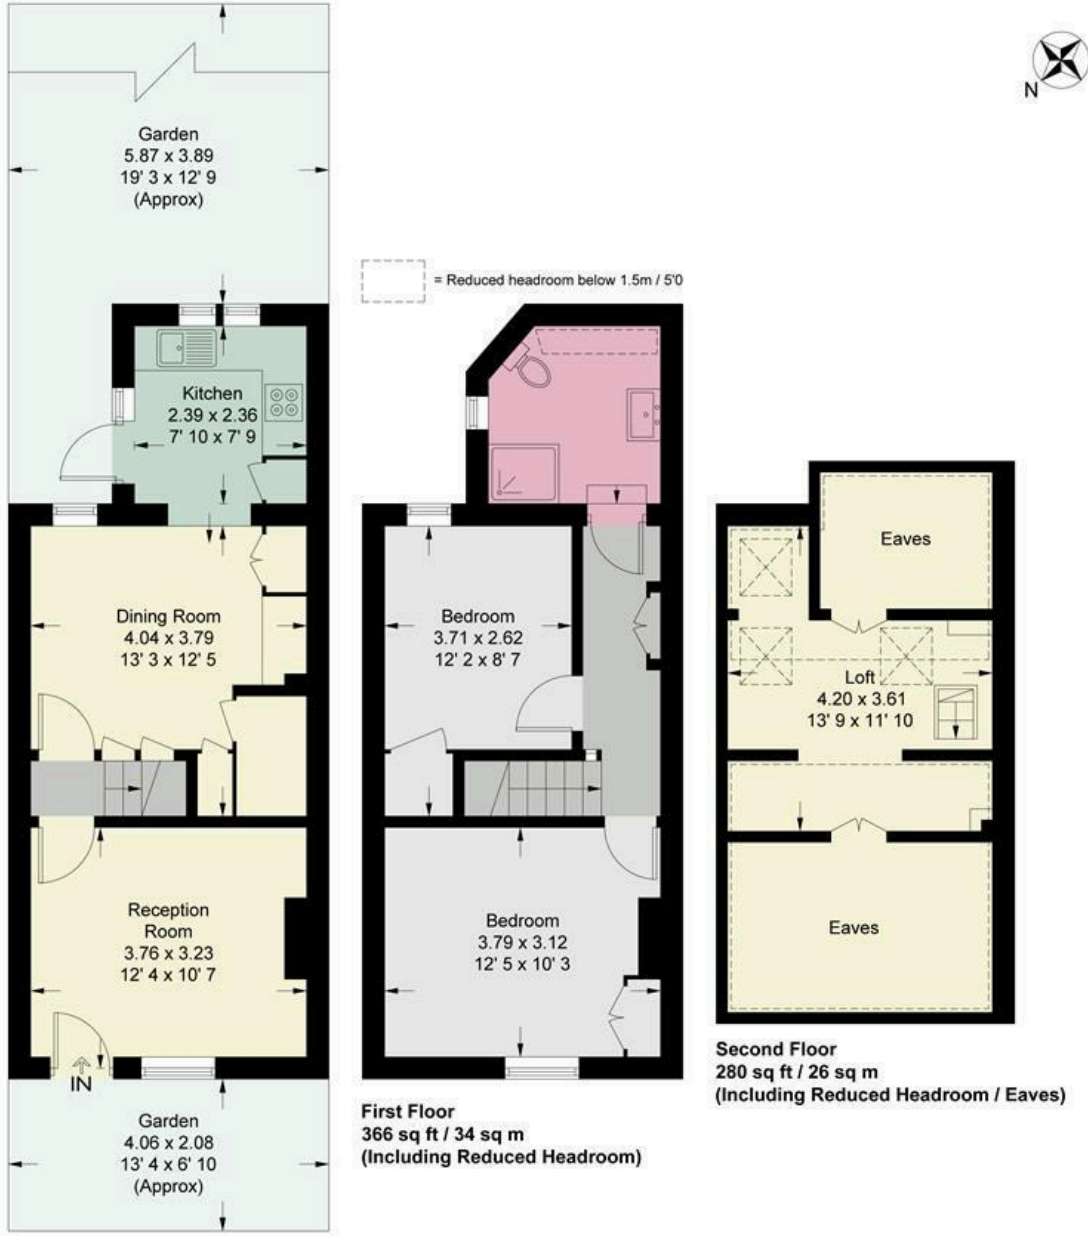 N
Garden
5.87 x 3.89
19' 3 x 12' 9
(Approx)
= Reduced headroom below 1.5m / 5'0
Kitchen
2.39 x 2.36
7' 10 x 7' 9
Dining Room
4.04 x 3.79
13' 3 x 12' 5
Reception
Room
3.76 x 3.23
12' 4 x 10' 7
IN
Garden
4.06 x 2.08
13' 4 x 6' 10
(Approx)
Bedroom
3.71 x 2.62
12' 2 x 8' 7
Bedroom
3.79 x 3.12
12' 5 x 10' 3
First Floor
366 sq ft / 34 sq m
(Including Reduced Headroom)
Eaves
Loft
4.20 x 3.61
13' 9 x 11' 10
Eaves
Second Floor
280 sq ft / 26 sq m
(Including Reduced Headroom / Eaves)